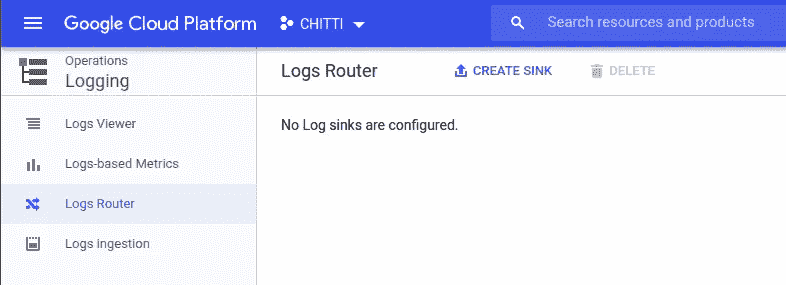 Google Cloud Platform CHITTI Search resources and products
Operations
Logging
Logs Router CREATE SINK DELETE
Logs Viewer
Logs-based Metrics
Logs Router
Logs ingestion
No Log sinks are configured.